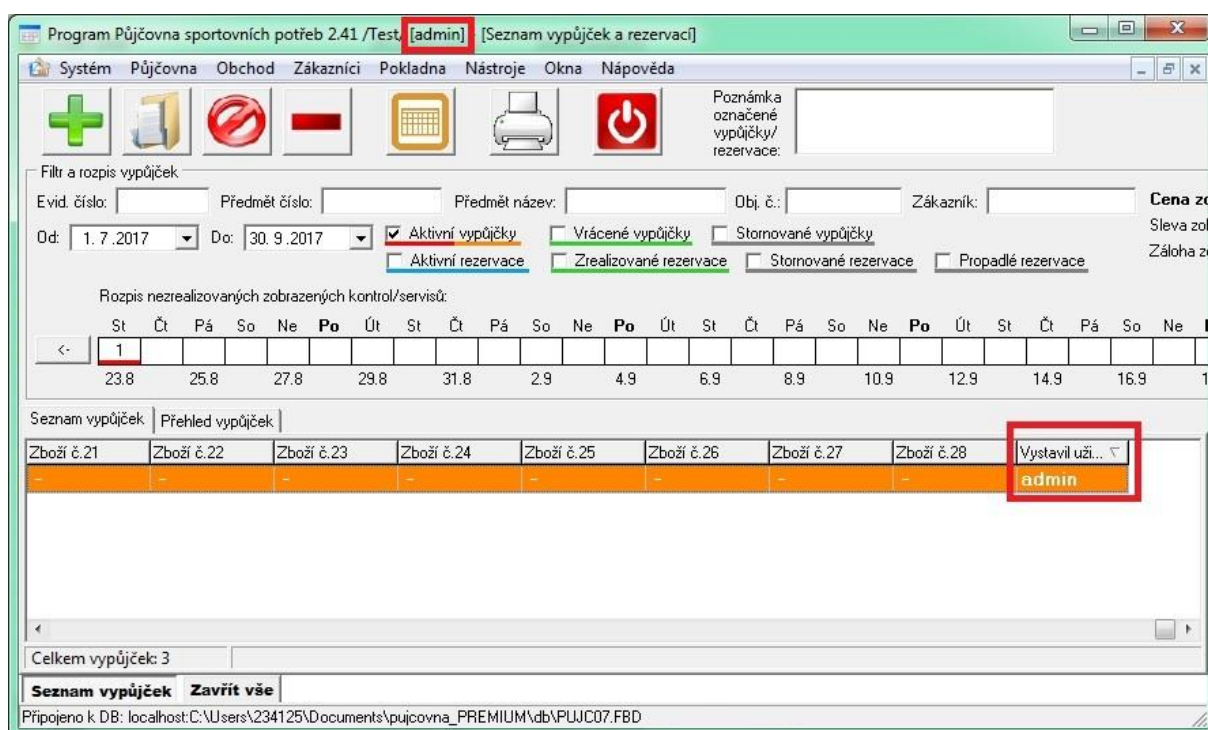 Program Půjčovna sportovních potřeb 2.41 /Test/ [admin] - [Seznam vypůjček a rezervací]
Systém Půjčovna Obchod Zákazníci Pokladna Nástroje Okna Nápověda
Poznámka
označené
vypůjčky/
rezervace:
Filtr a rozpis vypůjček
Evid. číslo: Předmět číslo: Předmět název: Obj. č.: Zákazník: Cena zo
Od: 1. 7.2017 Do: 30. 9.2017 Aktivní vypůjčky Vrácené vypůjčky Stornované vypůjčky Sleva zob
Aktivní rezervace Zrealizované rezervace Stornované rezervace Propadlé rezervace Záloha zo
Rozpis nezrealizovaných zobrazených kontrol/servisů:
St Čt Pá So Ne Po Út St Čt Pá So Ne Po Út St Čt Pá So Ne Po Út St Čt Pá So Ne
<- 1
23.8 25.8 27.8 29.8 31.8 2.9 4.9 6.9 8.9 10.9 12.9 14.9 16.9 1
Seznam vypůjček Přehled vypůjček
Zboží č.21 Zboží č.22 Zboží č.23 Zboží č.24 Zboží č.25 Zboží č.26 Zboží č.27 Zboží č.28 Vystavil uži...
- - - - - - - - admin
Celkem vypůjček: 3
Seznam vypůjček Zavřít vše
Připojeno k DB: localhost:C:\Users\234125\Documents\pujcovna_PREMIUM\db\PUJC07.FBD